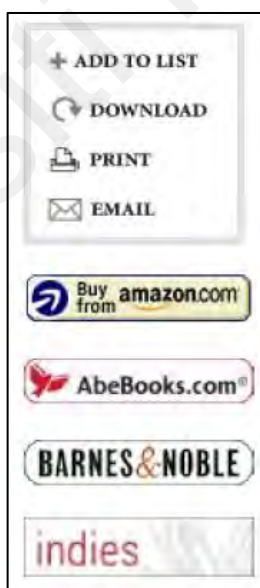 + ADD TO LIST
DOWNLOAD
PRINT
EMAIL
Buy
from amazon.com
AbeBooks.com®
BARNES&NOBLE
indies